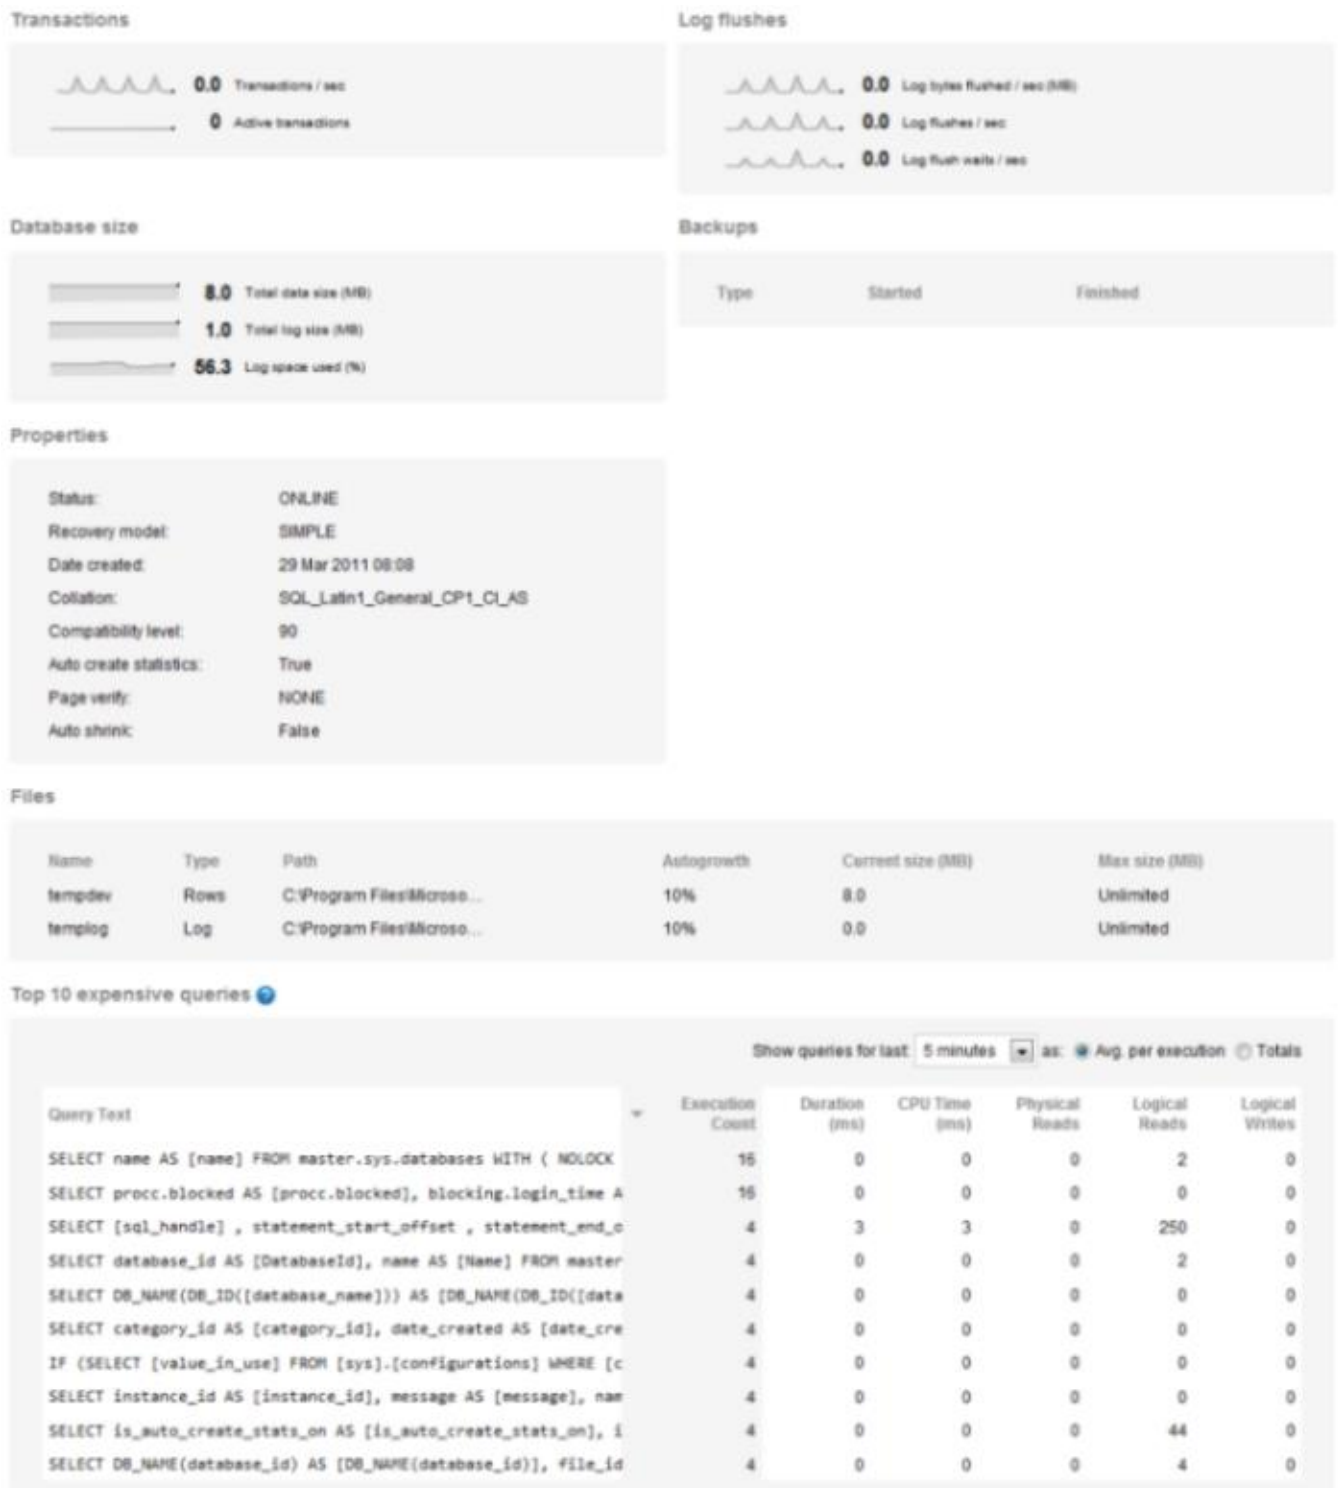 Transactions
0.0 Transactions / sec
0 Active transactions
Log flushes
0.0 Log bytes flushed / sec (MB)
0.0 Log flushes / sec
0.0 Log flush waits / sec
Database size
8.0 Total data size (MB)
1.0 Total log size (MB)
56.3 Log space used (%)
Backups
Type Started Finished
Properties
Status: ONLINE
Recovery model: SIMPLE
Date created: 29 Mar 2011 08:08
Collation: SQL_Latin1_General_CP1_CI_AS
Compatibility level: 90
Auto create statistics: True
Page verify: NONE
Auto shrink: False
Files
Name Type Path Autogrowth Current size (MB) Max size (MB)
tempdev Rows C:\Program Files\Microso... 10% 8.0 Unlimited
templog Log C:\Program Files\Microso... 10% 0.0 Unlimited
Top 10 expensive queries ?
Show queries for last: 5 minutes as: Avg. per execution Totals
Query Text Execution Count Duration (ms) CPU Time (ms) Physical Reads Logical Reads Logical Writes
SELECT name AS [name] FROM master.sys.databases WITH ( NOLOCK 16 0 0 0 2 0
SELECT procc.blocked AS [procc.blocked], blocking.login_time A 16 0 0 0 0 0
SELECT [sql_handle] , statement_start_offset , statement_end_o 4 3 3 0 250 0
SELECT database_id AS [DatabaseId], name AS [Name] FROM master 4 0 0 0 2 0
SELECT DB_NAME(DB_ID([database_name])) AS [DB_NAME(DB_ID([data 4 0 0 0 0 0
SELECT category_id AS [category_id], date_created AS [date_cre 4 0 0 0 0 0
IF (SELECT [value_in_use] FROM [sys].[configurations] WHERE [c 4 0 0 0 0 0
SELECT instance_id AS [instance_id], message AS [message], nam 4 0 0 0 0 0
SELECT is_auto_create_stats_on AS [is_auto_create_stats_on], i 4 0 0 0 44 0
SELECT DB_NAME(database_id) AS [DB_NAME(database_id)], file_id 4 0 0 0 4 0